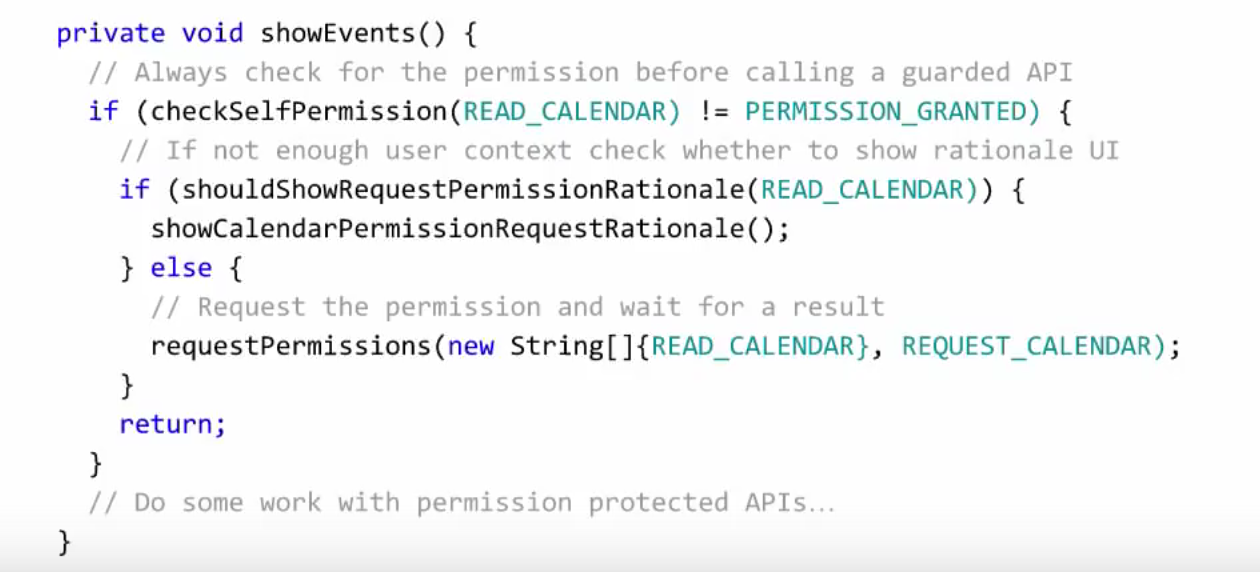 private void showEvents() {
// Always check for the permission before calling a guarded API
if (checkSelfPermission(READ_CALENDAR) != PERMISSION_GRANTED) {
// If not enough user context check whether to show rationale UI
if (shouldShowRequestPermissionRationale(READ_CALENDAR)) {
showCalendarPermissionRequestRationale();
} else {
// Request the permission and wait for a result
requestPermissions(new String[]{READ_CALENDAR}, REQUEST_CALENDAR);
}
return;
}
// Do some work with permission protected APIs…
}